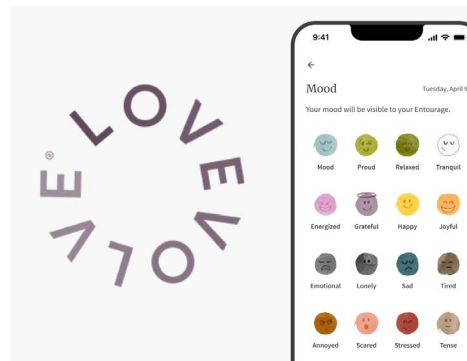 LOVEVOLVE®
9:41
←
Mood
Tuesday, April 9
Your mood will be visible to your Entourage.
Mood Proud Relaxed Tranquil
Energized Grateful Happy Joyful
Emotional Lonely Sad Tired
Annoyed Scared Stressed Tense